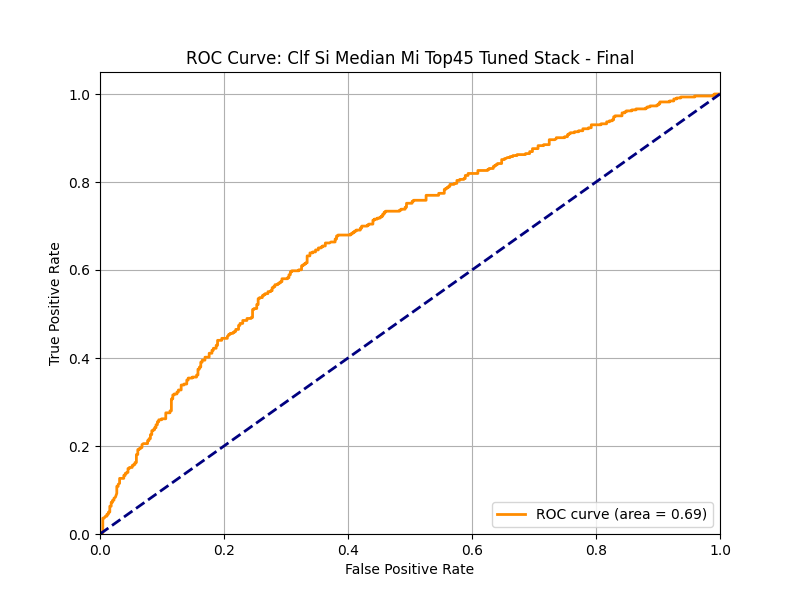 ROC Curve: Clf Si Median Mi Top45 Tuned Stack - Final
1.0
0.8
0.6
0.4
0.2
0.0
True Positive Rate
ROC curve (area = 0.69)
0.0 0.2 0.4 0.6 0.8 1.0
False Positive Rate